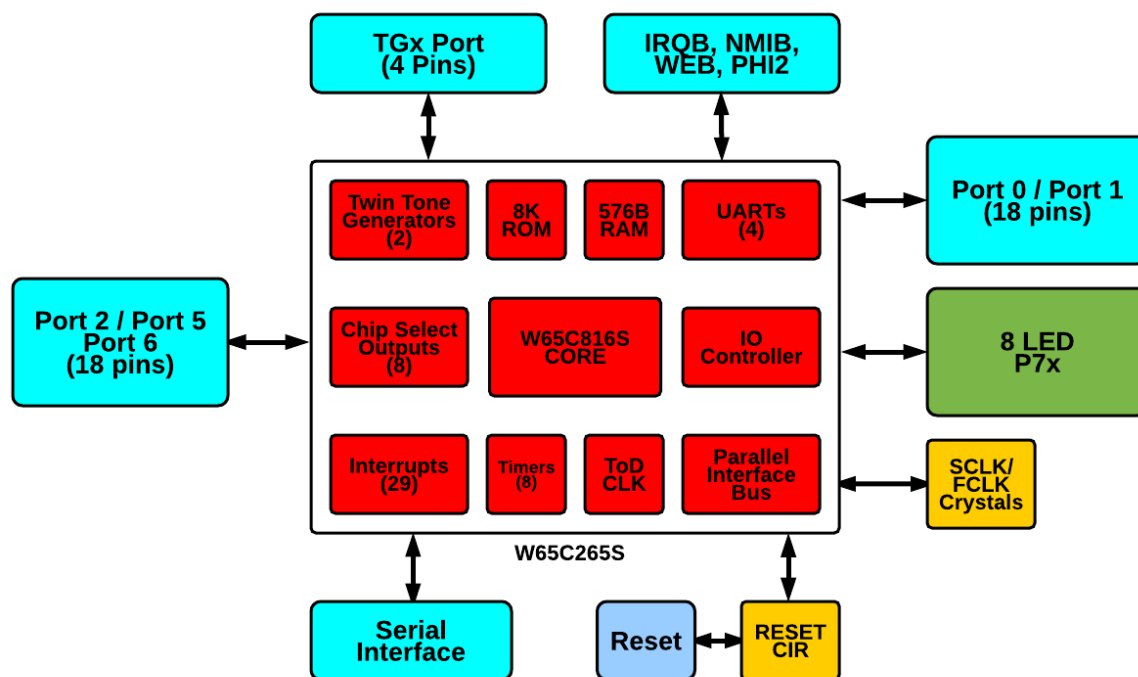 TGx Port
(4 Pins)
IRQB, NMIB,
WEB, PHI2
Port 0 / Port 1
(18 pins)
Twin Tone
Generators
(2)
8K
ROM
576B
RAM
UARTs
(4)
Port 2 / Port 5
Port 6
(18 pins)
Chip Select
Outputs
(8)
W65C816S
CORE
IO
Controller
8 LED
P7x
Interrupts
(29)
Timers
(8)
ToD
CLK
Parallel
Interface
Bus
SCLK/
FCLK
Crystals
W65C265S
Serial
Interface
Reset
RESET
CIR